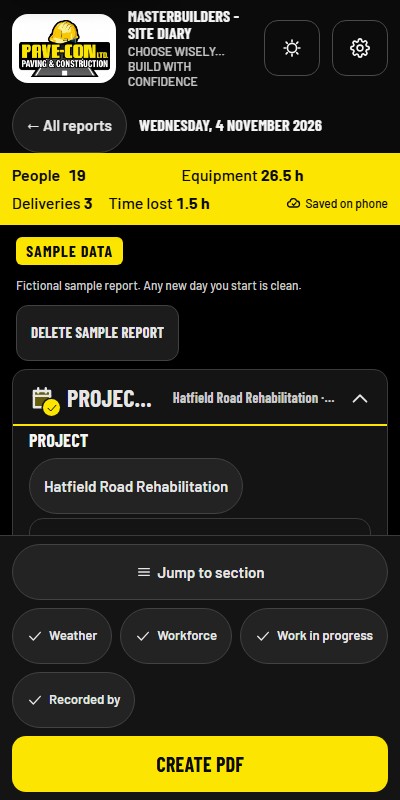 PAVE-CON LTD.
PAVING & CONSTRUCTION
MASTERBUILDERS -
SITE DIARY
CHOOSE WISELY...
BUILD WITH
CONFIDENCE
← All reports
WEDNESDAY, 4 NOVEMBER 2026
People 19
Equipment 26.5 h
Deliveries 3
Time lost 1.5 h
Saved on phone
SAMPLE DATA
Fictional sample report. Any new day you start is clean.
DELETE SAMPLE REPORT
PROJEC...
Hatfield Road Rehabilitation -...
PROJECT
Hatfield Road Rehabilitation
Jump to section
Weather
Workforce
Work in progress
Recorded by
CREATE PDF